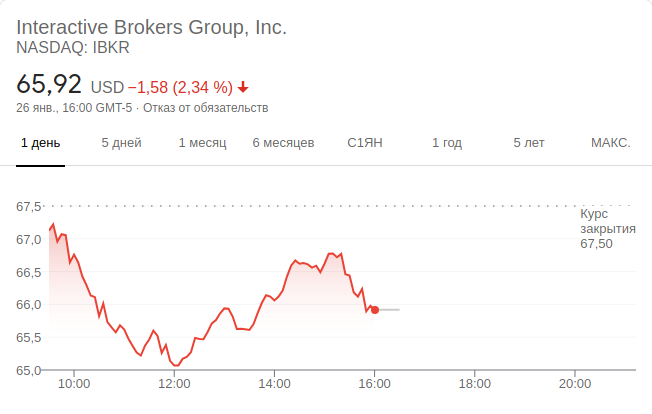 Interactive Brokers Group, Inc.
NASDAQ: IBKR
65,92 USD −1,58 (2,34 %)
26 янв., 16:00 GMT-5 · Отказ от обязательств
1 день 5 дней 1 месяц 6 месяцев С1ЯН 1 год 5 лет МАКС.
67,5
Курс
закрытия
67,50
67,0
66,5
66,0
65,5
65,0
10:00 12:00 14:00 16:00 18:00 20:00